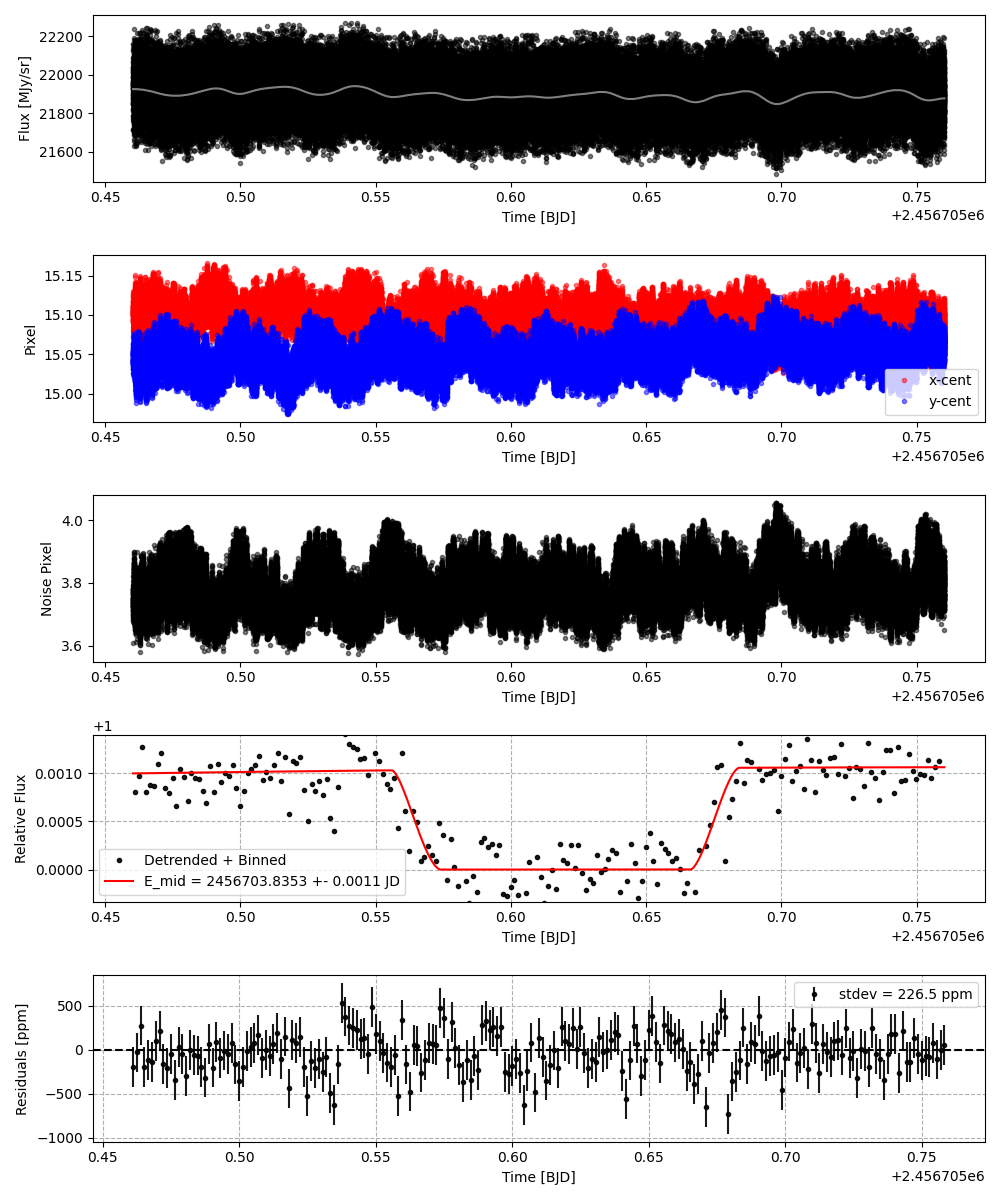 22200
22000
21800
21600
Flux [MJy/sr]
0.45 0.50 0.55 0.60 0.65 0.70 0.75
Time [BJD]
+2.456705e6
15.15
15.10
15.05
15.00
Pixel
x-cent
y-cent
0.45 0.50 0.55 0.60 0.65 0.70 0.75
Time [BJD]
+2.456705e6
4.0
3.8
3.6
Noise Pixel
0.45 0.50 0.55 0.60 0.65 0.70 0.75
Time [BJD]
+2.456705e6
+1
0.0010
0.0005
0.0000
Relative Flux
Detrended + Binned
E_mid = 2456703.8353 +- 0.0011 JD
0.45 0.50 0.55 0.60 0.65 0.70 0.75
Time [BJD]
+2.456705e6
500
0
−500
−1000
Residuals [ppm]
stdev = 226.5 ppm
0.45 0.50 0.55 0.60 0.65 0.70 0.75
Time [BJD]
+2.456705e6